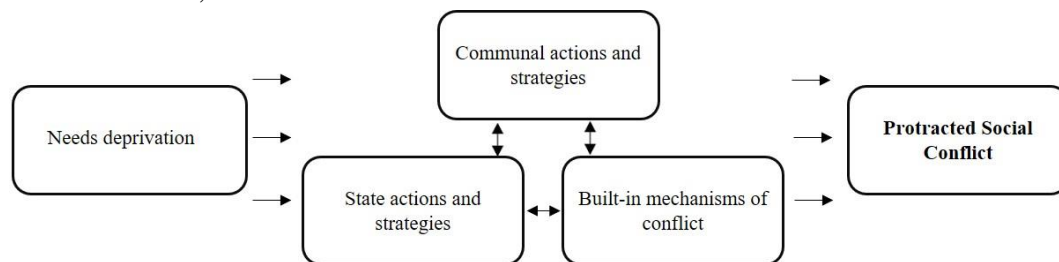 Communal actions and
strategies
Needs deprivation
Protracted Social
Conflict
State actions and
strategies
Built-in mechanisms of
conflict